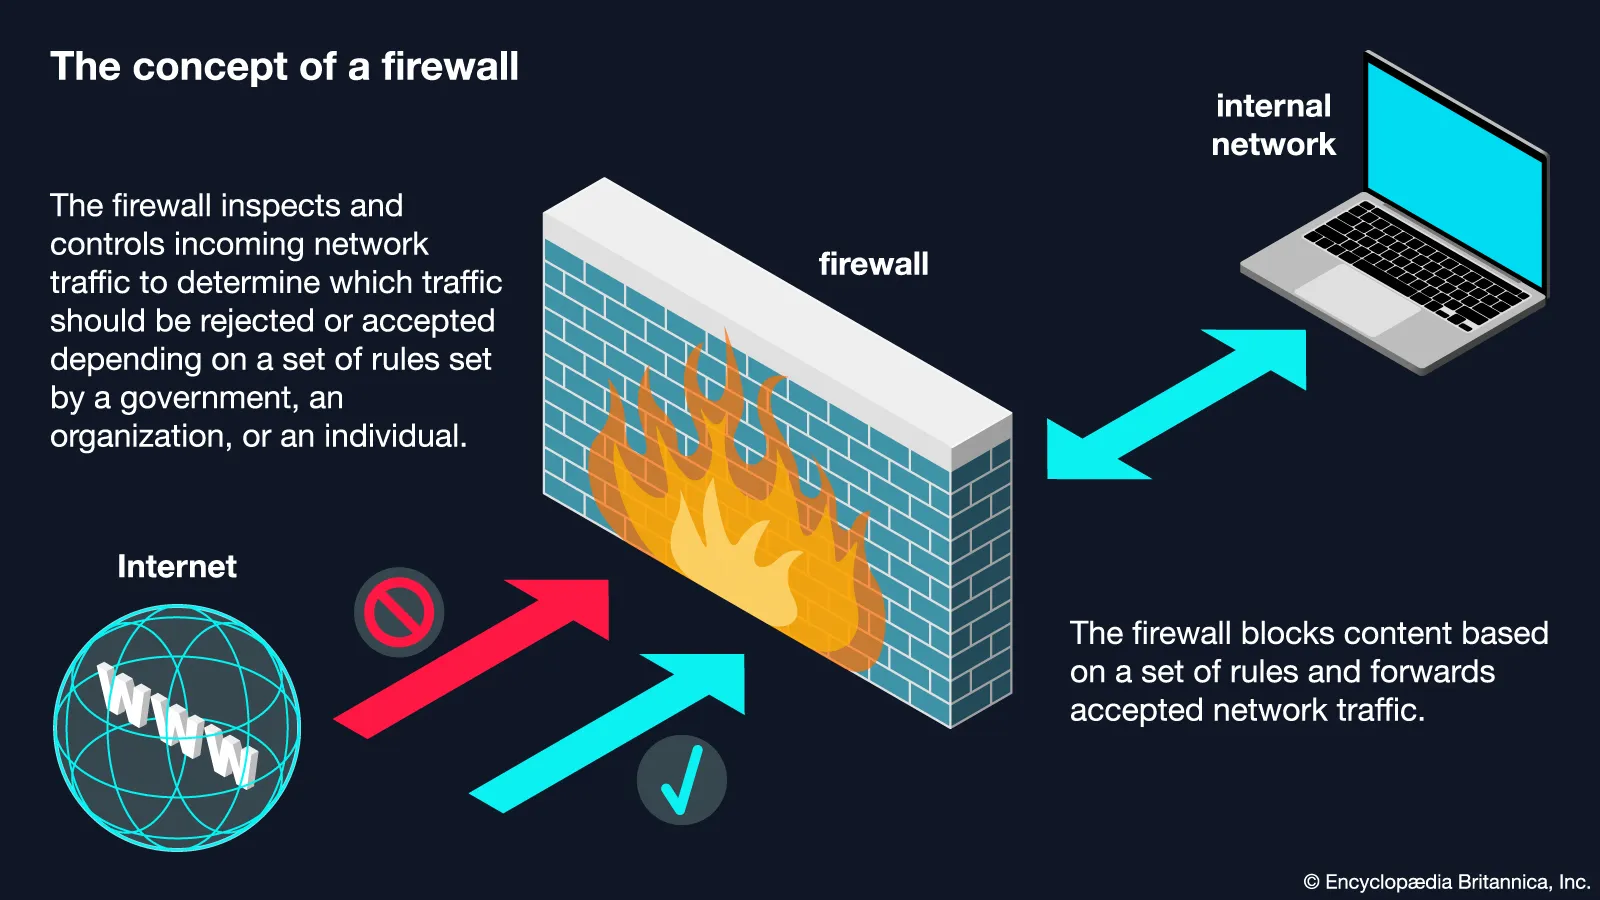 The concept of a firewall
internal
network
The firewall inspects and
controls incoming network
traffic to determine which traffic
should be rejected or accepted
depending on a set of rules set
by a government, an
organization, or an individual.
firewall
Internet
WWW
The firewall blocks content based
on a set of rules and forwards
accepted network traffic.
© Encyclopædia Britannica, Inc.